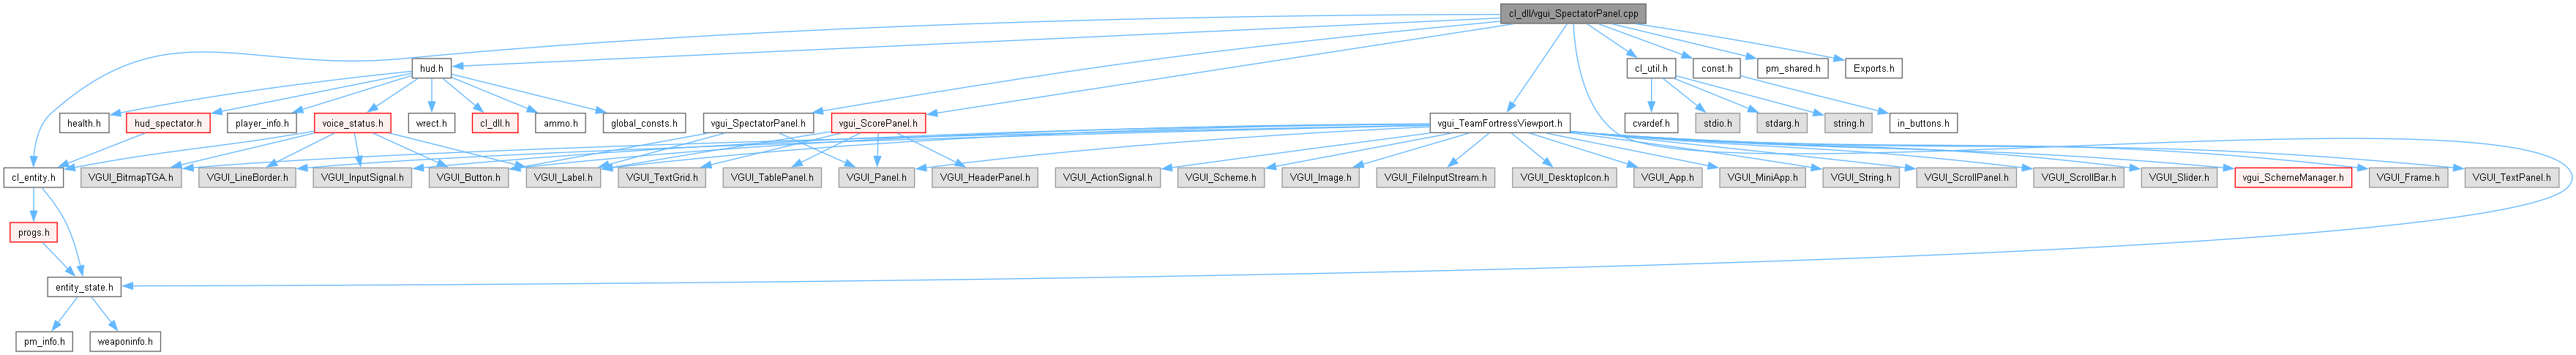 cl_dll/vgui_SpectatorPanel.cpp
hud.h
cl_util.h
const.h
pm_shared.h
Exports.h
health.h
hud_spectator.h
player_info.h
voice_status.h
wrect.h
cl_dll.h
ammo.h
global_consts.h
vgui_SpectatorPanel.h
vgui_ScorePanel.h
vgui_TeamFortressViewport.h
cvardef.h
stdio.h
stdarg.h
string.h
in_buttons.h
cl_entity.h
VGUI_BitmapTGA.h
VGUI_LineBorder.h
VGUI_InputSignal.h
VGUI_Button.h
VGUI_Label.h
VGUI_TextGrid.h
VGUI_TablePanel.h
VGUI_Panel.h
VGUI_HeaderPanel.h
VGUI_ActionSignal.h
VGUI_Scheme.h
VGUI_Image.h
VGUI_FileInputStream.h
VGUI_DesktopIcon.h
VGUI_App.h
VGUI_MiniApp.h
VGUI_String.h
VGUI_ScrollPanel.h
VGUI_ScrollBar.h
VGUI_Slider.h
vgui_SchemeManager.h
VGUI_Frame.h
VGUI_TextPanel.h
progs.h
entity_state.h
pm_info.h
weaponinfo.h